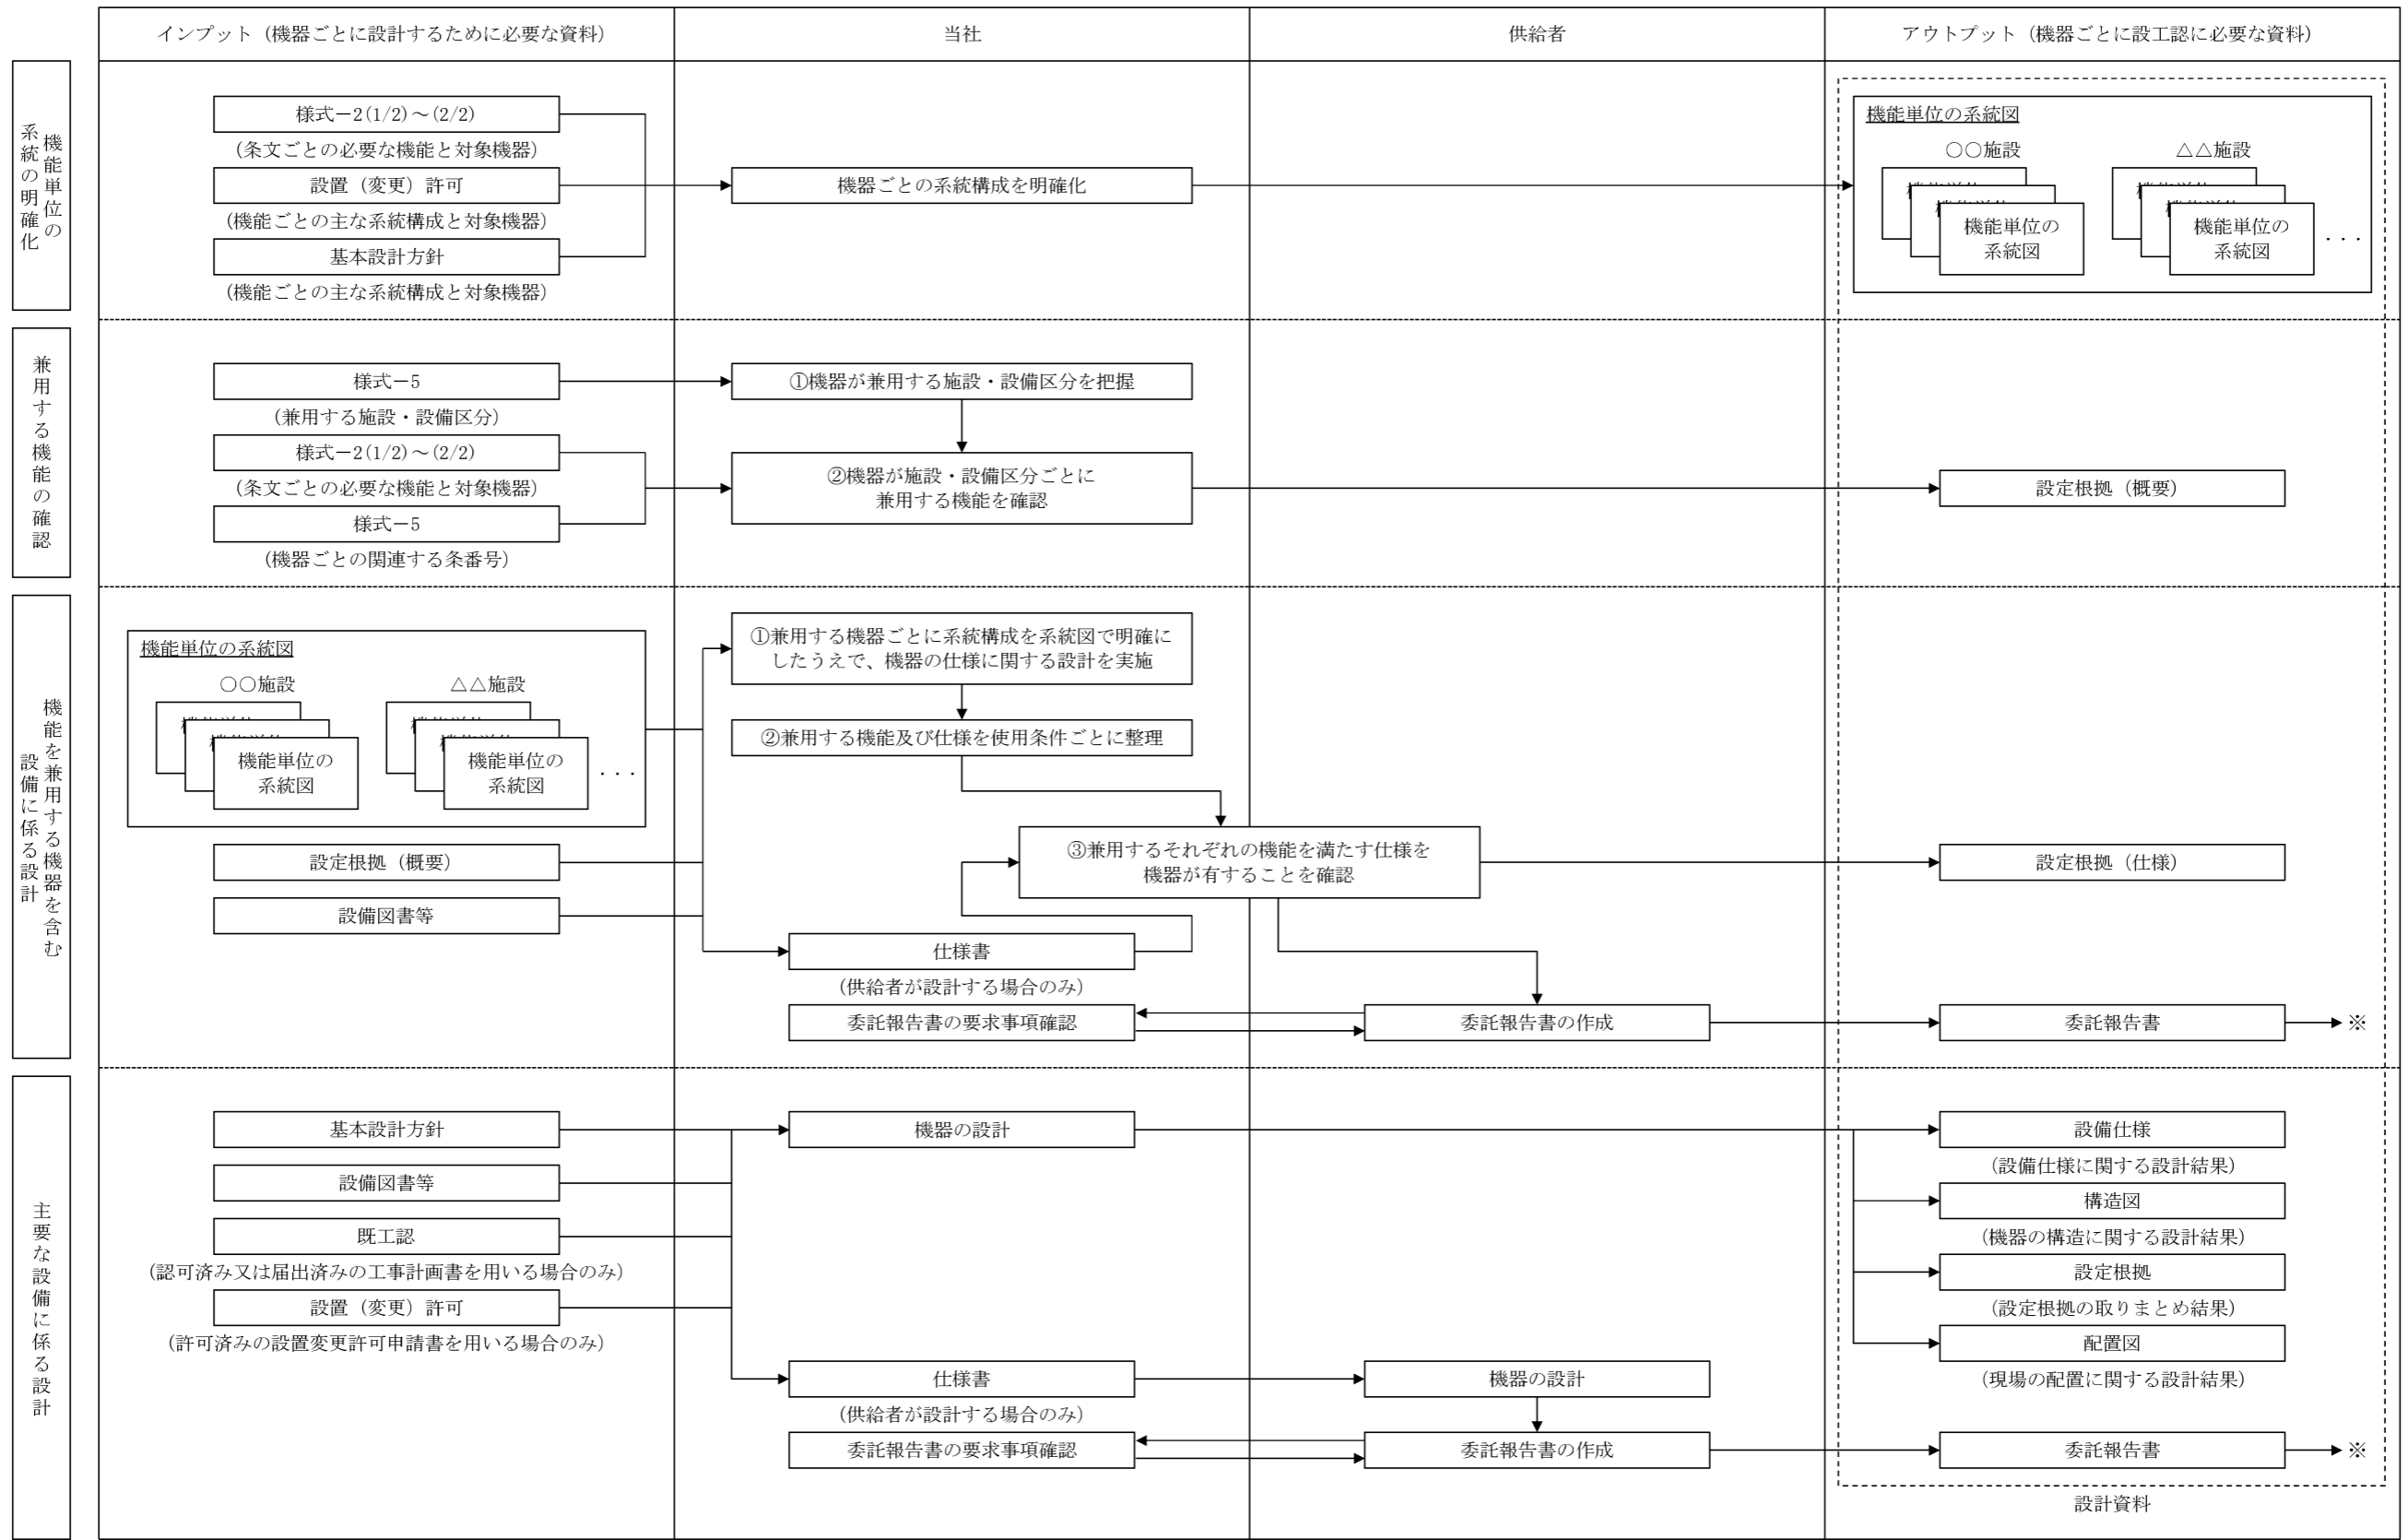 インプット（機器ごとに設計するために必要な資料）
当社
供給者
アウトプット（機器ごとに設工認に必要な資料）
機能単位の
系統の明確化
様式－2(1/2)～(2/2)
（条文ごとの必要な機能と対象機器）
設置（変更）許可
（機能ごとの主な系統構成と対象機器）
基本設計方針
（機能ごとの主な系統構成と対象機器）
機器ごとの系統構成を明確化
機能単位の系統図
○○施設
△△施設
機能単位の
系統図
機能単位の
系統図
・・・
兼用する機能の確認
様式－5
（兼用する施設・設備区分）
様式－2(1/2)～(2/2)
（条文ごとの必要な機能と対象機器）
様式－5
（機器ごとの関連する条番号）
①機器が兼用する施設・設備区分を把握
②機器が施設・設備区分ごとに
兼用する機能を確認
設定根拠（概要）
機能を兼用する機器を含む
設備に係る設計
機能単位の系統図
○○施設
△△施設
機能単位の
系統図
機能単位の
系統図
・・・
設定根拠（概要）
設備図書等
①兼用する機器ごとに系統構成を系統図で明確に
したうえで、機器の仕様に関する設計を実施
②兼用する機能及び仕様を使用条件ごとに整理
③兼用するそれぞれの機能を満たす仕様を
機器が有することを確認
仕様書
（供給者が設計する場合のみ）
委託報告書の要求事項確認
委託報告書の作成
設定根拠（仕様）
委託報告書
※
主要な設備に係る設計
基本設計方針
設備図書等
既工認
（認可済み又は届出済みの工事計画書を用いる場合のみ）
設置（変更）許可
（許可済みの設置変更許可申請書を用いる場合のみ）
機器の設計
仕様書
（供給者が設計する場合のみ）
委託報告書の要求事項確認
機器の設計
委託報告書の作成
設備仕様
（設備仕様に関する設計結果）
構造図
（機器の構造に関する設計結果）
設定根拠
（設定根拠の取りまとめ結果）
配置図
（現場の配置に関する設計結果）
委託報告書
※
設計資料